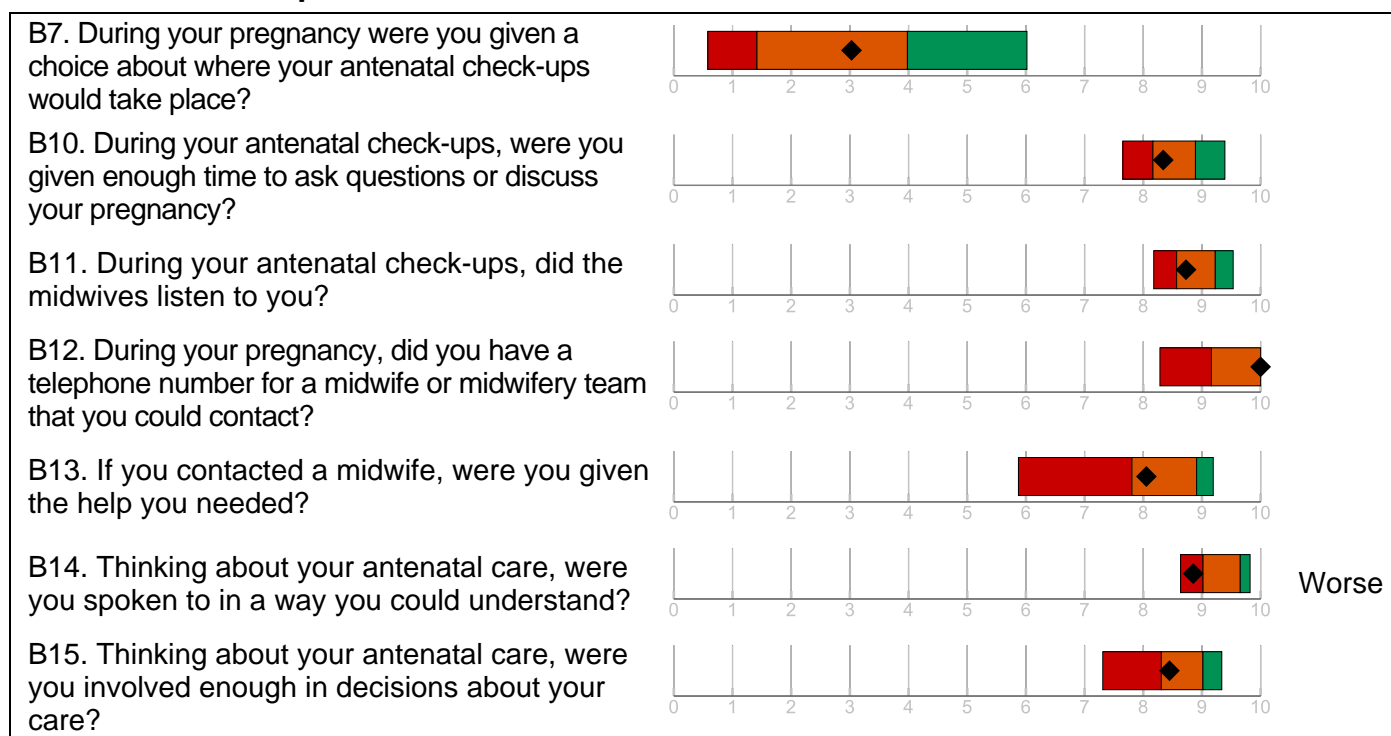 B7. During your pregnancy were you given a
choice about where your antenatal check-ups
would take place?
0 1 2 3 4 5 6 7 8 9 10
B10. During your antenatal check-ups, were you
given enough time to ask questions or discuss
your pregnancy?
0 1 2 3 4 5 6 7 8 9 10
B11. During your antenatal check-ups, did the
midwives listen to you?
0 1 2 3 4 5 6 7 8 9 10
B12. During your pregnancy, did you have a
telephone number for a midwife or midwifery team
that you could contact?
0 1 2 3 4 5 6 7 8 9 10
B13. If you contacted a midwife, were you given
the help you needed?
0 1 2 3 4 5 6 7 8 9 10
B14. Thinking about your antenatal care, were
you spoken to in a way you could understand?
0 1 2 3 4 5 6 7 8 9 10
Worse
B15. Thinking about your antenatal care, were
you involved enough in decisions about your
care?
0 1 2 3 4 5 6 7 8 9 10